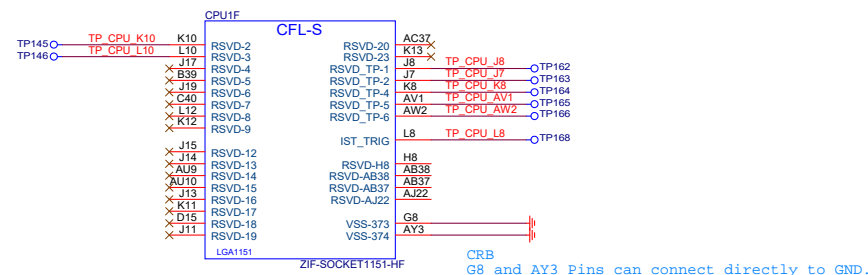 CPU1F
CFL-S
TP145 TP_CPU_K10 K10 RSVD-2
TP146 TP_CPU_L10 L10 RSVD-3
J17 RSVD-4
B39 RSVD-5
J19 RSVD-6
C40 RSVD-7
L12 RSVD-8
K12 RSVD-9
J15 RSVD-12
J14 RSVD-13
AU9 RSVD-14
AU10 RSVD-15
J13 RSVD-16
K11 RSVD-17
D15 RSVD-18
J11 RSVD-19
RSVD-20 AC37
RSVD-23 K13
RSVD_TP-1 J8 TP_CPU_J8 TP162
RSVD_TP-2 J7 TP_CPU_J7 TP163
RSVD_TP-4 K8 TP_CPU_K8 TP164
RSVD_TP-5 AV1 TP_CPU_AV1 TP165
RSVD_TP-6 AW2 TP_CPU_AW2 TP166
IST_TRIG L8 TP_CPU_L8 TP168
RSVD-H8 H8
RSVD-AB38 AB38
RSVD-AB37 AB37
RSVD-AJ22 AJ22
VSS-373 G8
VSS-374 AY3
LGA1151
ZIF-SOCKET1151-HF
CRB
G8 and AY3 Pins can connect directly to GND.